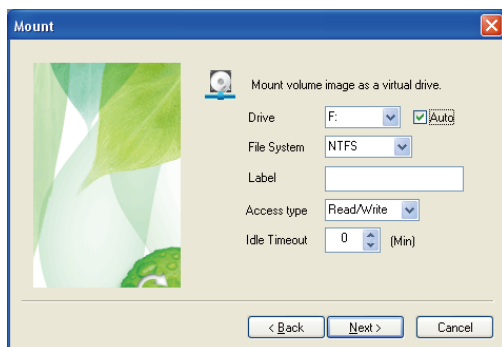 Mount
Mount volume image as a virtual drive.
Drive F: Auto
File System NTFS
Label
Access type Read/Write
Idle Timeout 0 (Min)
< Back Next > Cancel